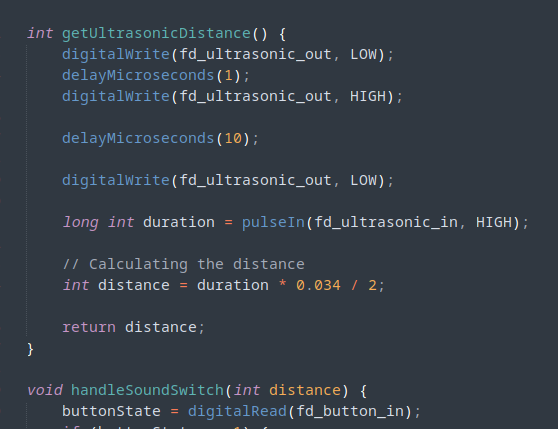 int getUltrasonicDistance() {
    digitalWrite(fd_ultrasonic_out, LOW);
    delayMicroseconds(1);
    digitalWrite(fd_ultrasonic_out, HIGH);

    delayMicroseconds(10);

    digitalWrite(fd_ultrasonic_out, LOW);

    long int duration = pulseIn(fd_ultrasonic_in, HIGH);

    // Calculating the distance
    int distance = duration * 0.034 / 2;

    return distance;
}

void handleSoundSwitch(int distance) {
    buttonState = digitalRead(fd_button_in);